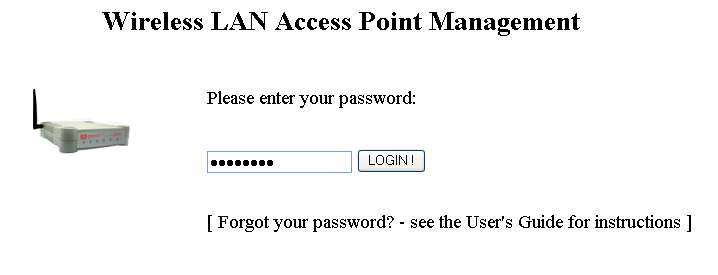 Wireless LAN Access Point Management
Please enter your password:
●●●●●●●● LOGIN !
[ Forgot your password? - see the User's Guide for instructions ]